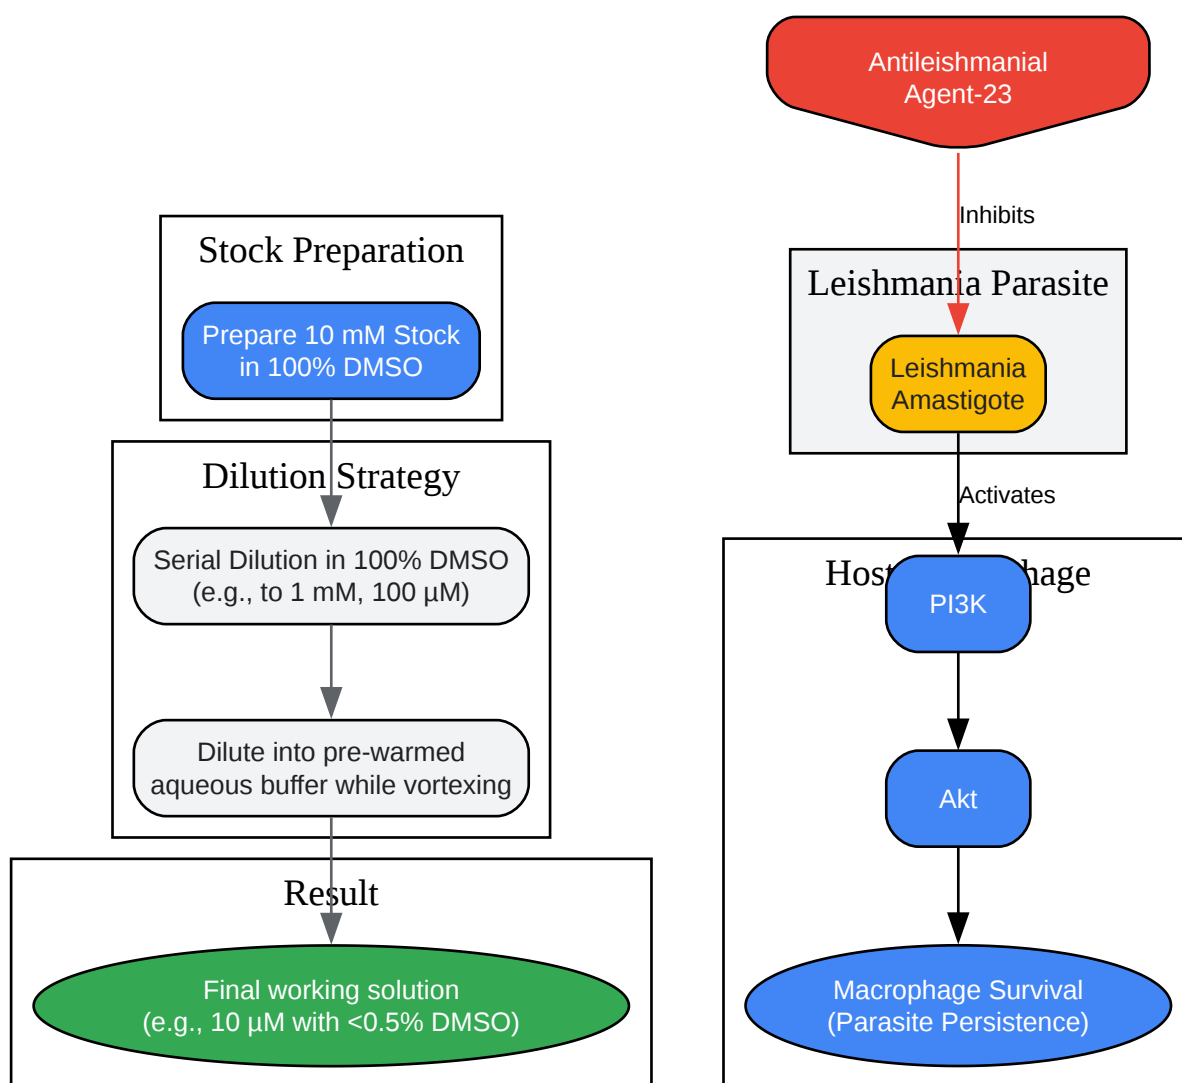 Stock Preparation
Prepare 10 mM Stock
in 100% DMSO
Dilution Strategy
Serial Dilution in 100% DMSO
(e.g., to 1 mM, 100 µM)
Dilute into pre-warmed
aqueous buffer while vortexing
Result
Final working solution
(e.g., 10 µM with <0.5% DMSO)
Antileishmanial
Agent-23
Inhibits
Leishmania Parasite
Leishmania
Amastigote
Activates
Host
PI3K
Akt
Macrophage Survival
(Parasite Persistence)